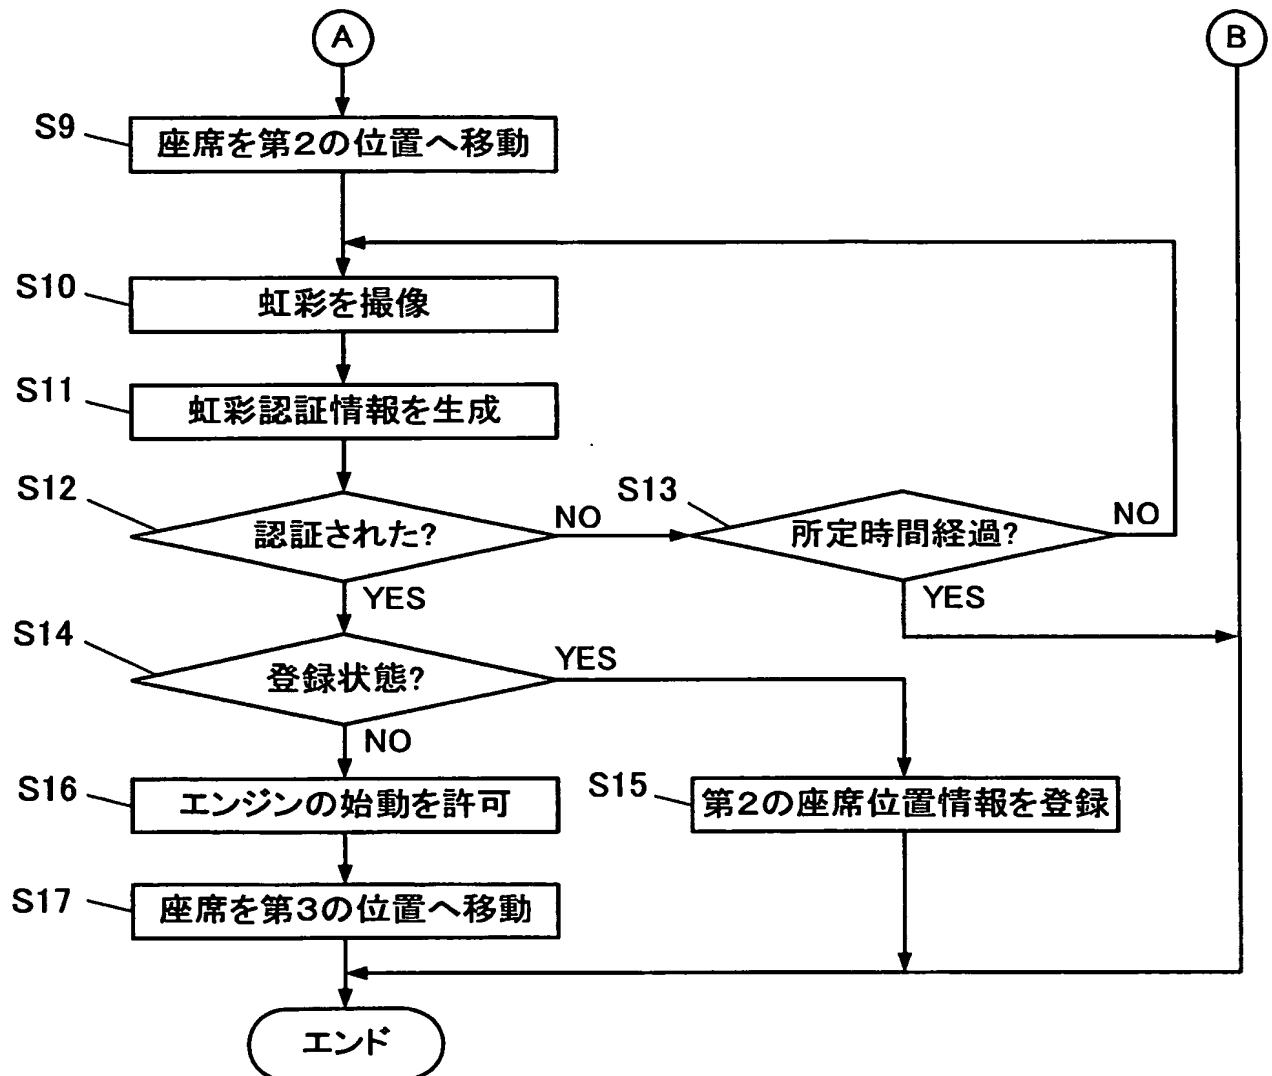 A
B
S9
座席を第2の位置へ移動
S10
虹彩を撮像
S11
虹彩認証情報を生成
S12
認証された?
NO
S13
所定時間経過?
NO
YES
YES
S14
登録状態?
YES
NO
S16
エンジンの始動を許可
S15
第2の座席位置情報を登録
S17
座席を第3の位置へ移動
エンド